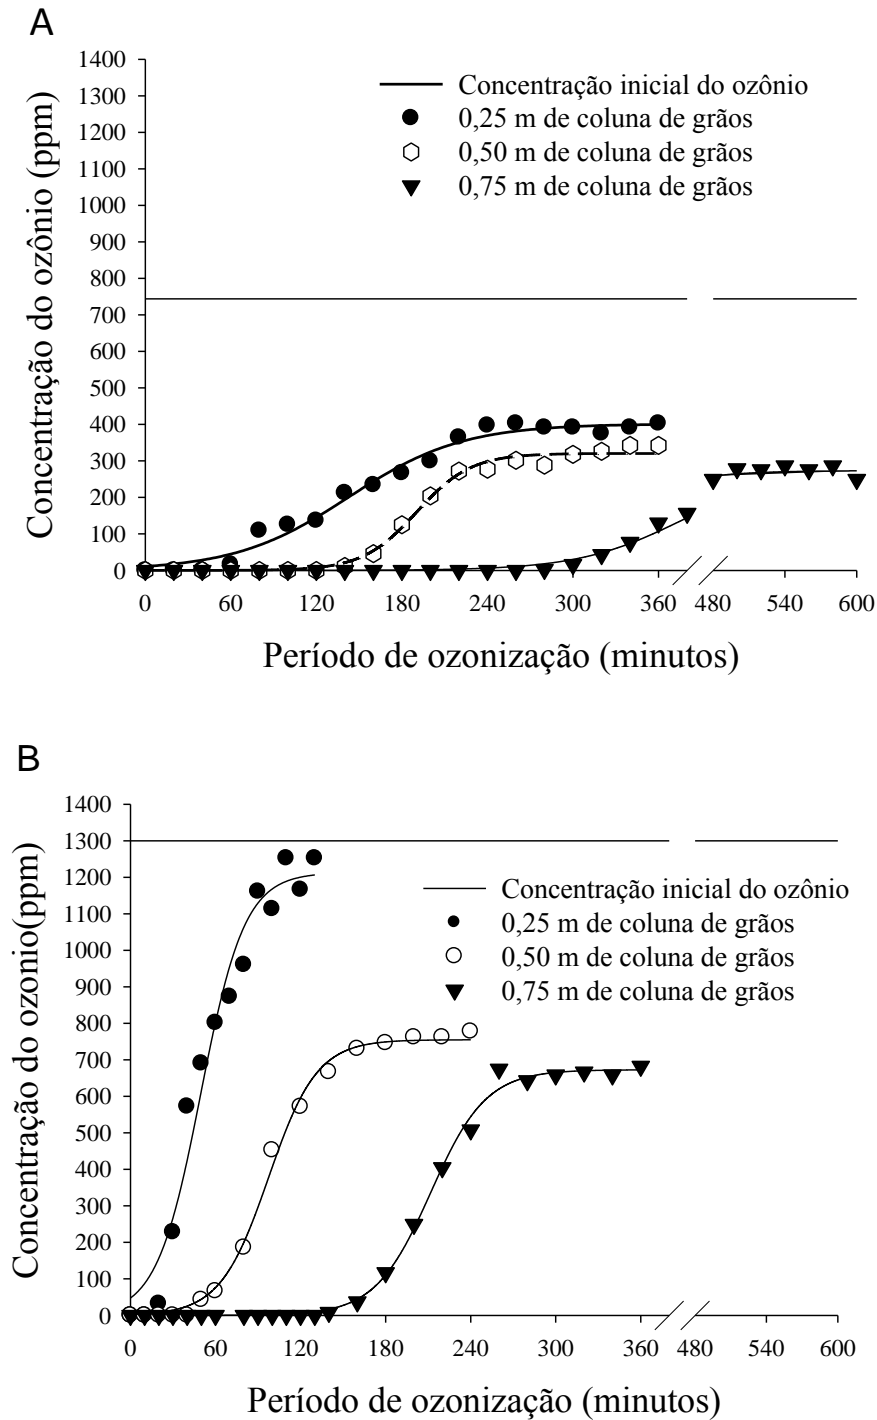 A
Concentração do ozônio (ppm)
1400
1300
1200
1100
1000
900
800
700
600
500
400
300
200
100
0
Concentração inicial do ozônio
0,25 m de coluna de grãos
0,50 m de coluna de grãos
0,75 m de coluna de grãos
0 60 120 180 240 300 360 480 540 600
Período de ozonização (minutos)
B
Concentração do ozonio(ppm)
1400
1300
1200
1100
1000
900
800
700
600
500
400
300
200
100
0
Concentração inicial do ozônio
0,25 m de coluna de grãos
0,50 m de coluna de grãos
0,75 m de coluna de grãos
0 60 120 180 240 300 360 480 540 600
Período de ozonização (minutos)